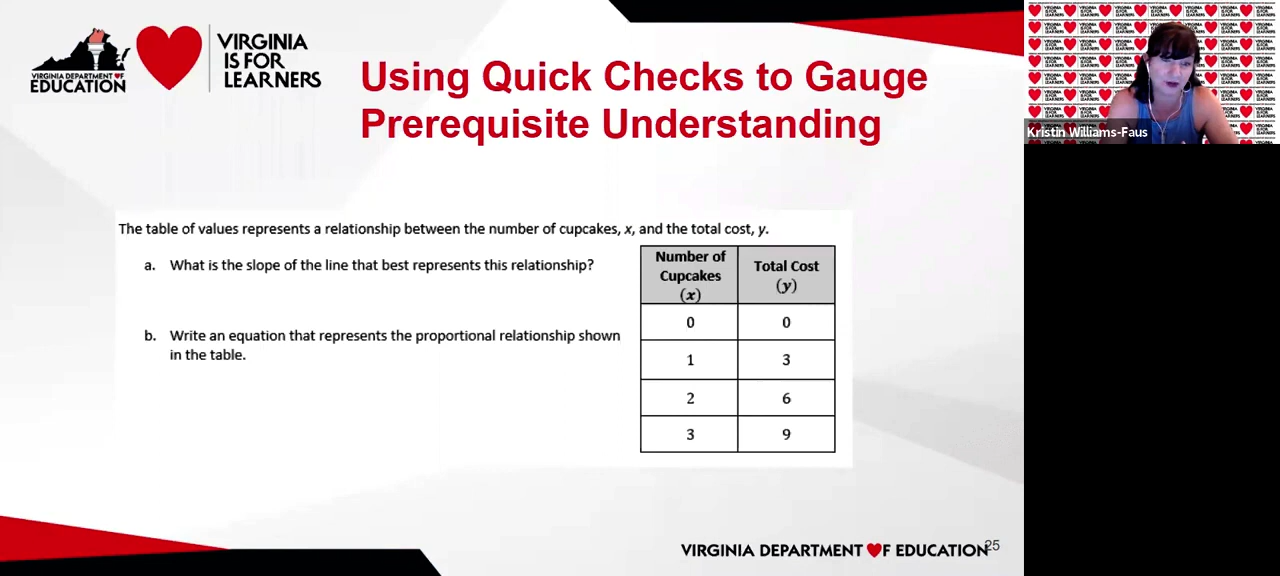 VIRGINIA DEPARTMENT OF
EDUCATION
VIRGINIA
IS FOR
LEARNERS
Using Quick Checks to Gauge
Prerequisite Understanding
Kristin Williams-Faus
The table of values represents a relationship between the number of cupcakes, x, and the total cost, y.
a. What is the slope of the line that best represents this relationship?
b. Write an equation that represents the proportional relationship shown
in the table.
Number of
Cupcakes
(x)
Total Cost
(y)
0 0
1 3
2 6
3 9
VIRGINIA DEPARTMENT OF EDUCATION
25